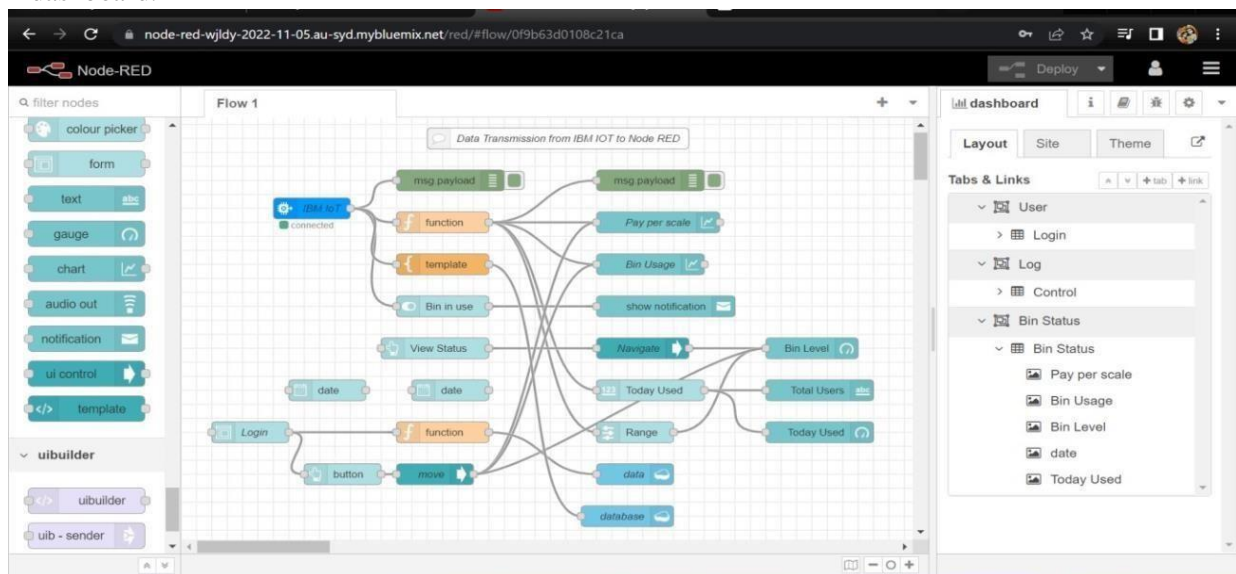 node-red-wjldy-2022-11-05.au-syd.mybluemix.net/red/#flow/0f9b63d0108c21ca
Node-RED
Deploy
filter nodes
colour picker
form
text
abc
gauge
chart
audio out
notification
ui control
template
uibuilder
uibuilder
uib - sender
Flow 1
Data Transmission from IBM IOT to Node RED
IBM IoT
connected
msg.payload
msg.payload
function
Pay per scale
template
Bin Usage
Bin in use
show notification
View Status
Navigate
Bin Level
date
date
123 Today Used
Total Users abc
Login
function
Range
Today Used
button
move
data
database
dashboard
i
Layout
Site
Theme
Tabs & Links
+ tab
+ link
User
Login
Log
Control
Bin Status
Bin Status
Pay per scale
Bin Usage
Bin Level
date
Today Used